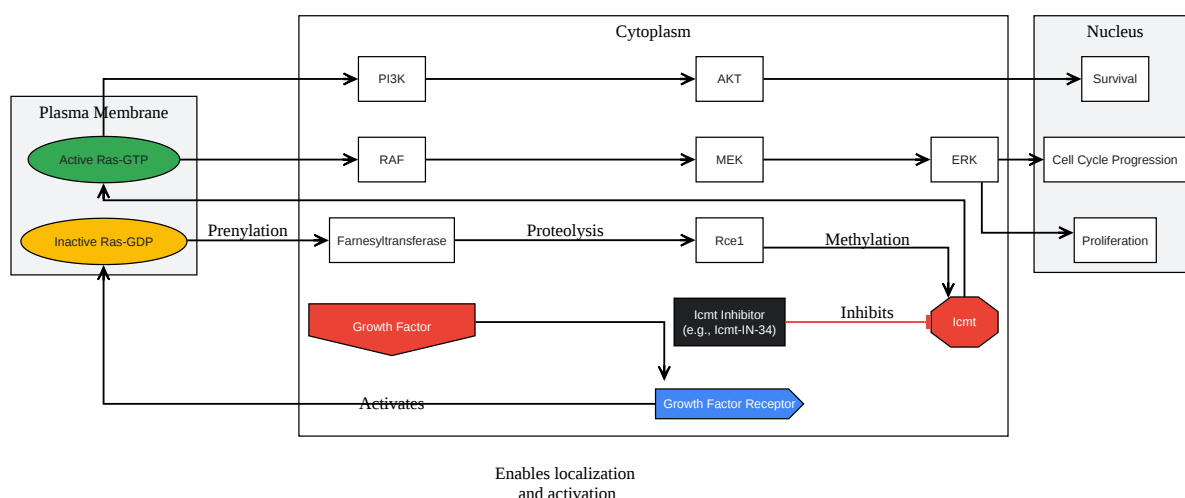 Cytoplasm
Nucleus
PI3K
AKT
Survival
Plasma Membrane
Active Ras-GTP
RAF
MEK
ERK
Cell Cycle Progression
Inactive Ras-GDP
Prenylation
Farnesyltransferase
Proteolysis
Rce1
Methylation
Proliferation
Growth Factor
Icmt Inhibitor
(e.g., Icmt-IN-34)
Inhibits
Icmt
Activates
Growth Factor Receptor
Enables localization
and activation